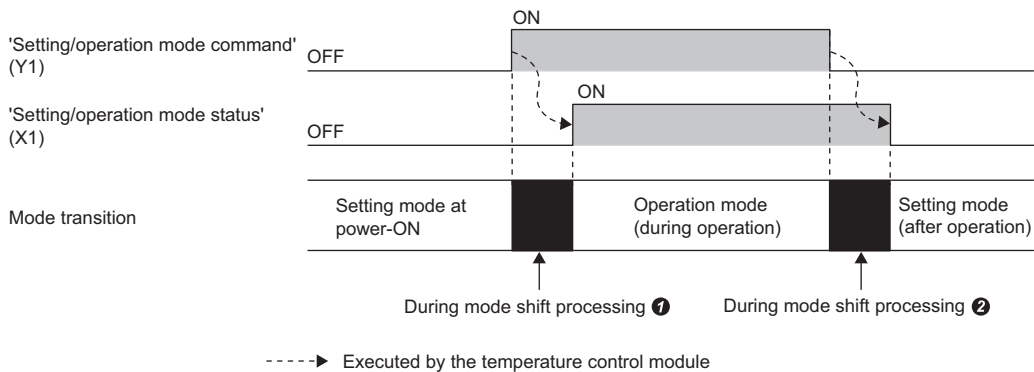 ON
'Setting/operation mode command'
(Y1)
OFF
ON
'Setting/operation mode status'
(X1)
OFF
Mode transition
Setting mode at
power-ON
Operation mode
(during operation)
Setting mode
(after operation)
During mode shift processing ❶
During mode shift processing ❷
Executed by the temperature control module